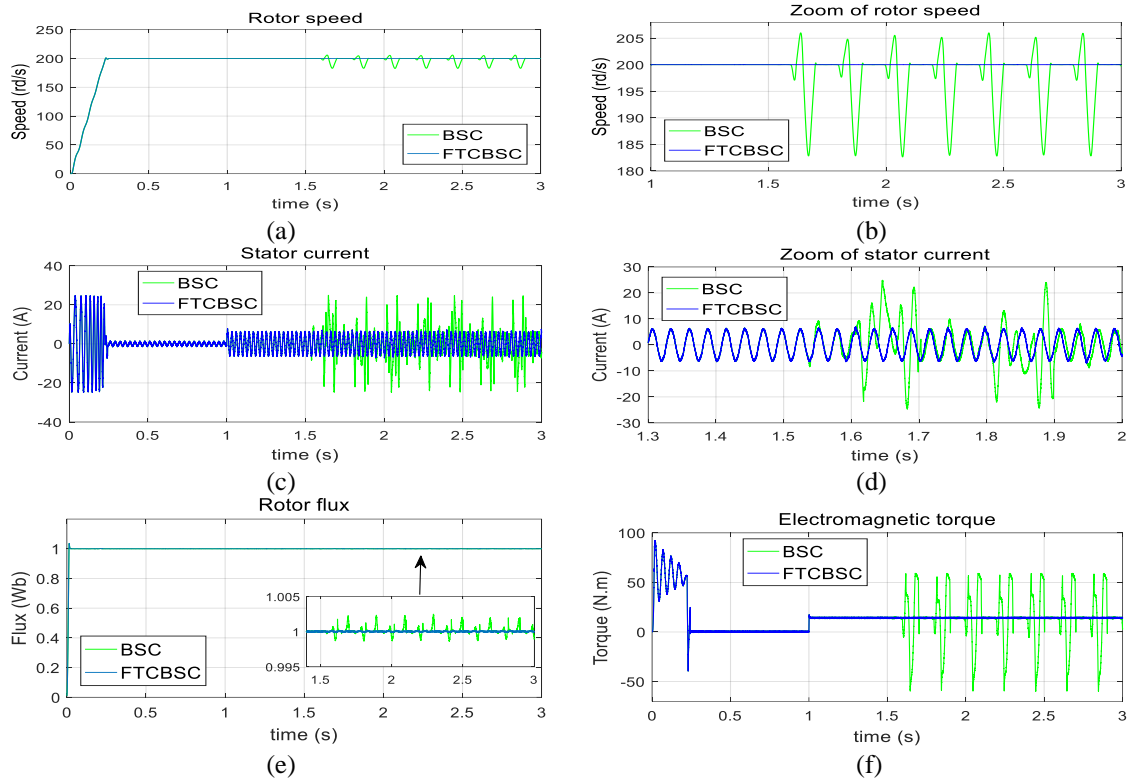 Rotor speed
250
200
150
100
50
0
Speed (rd/s)
BSC
FTCBSC
0 0.5 1 1.5 2 2.5 3
time (s)
(a)
Zoom of rotor speed
205
200
195
190
185
180
Speed (rd/s)
BSC
FTCBSC
1 1.5 2 2.5 3
time (s)
(b)
Stator current
40
20
0
-20
-40
Current (A)
BSC
FTCBSC
0 0.5 1 1.5 2 2.5 3
time (s)
(c)
Zoom of stator current
30
20
10
0
-10
-20
-30
Current (A)
BSC
FTCBSC
1.3 1.4 1.5 1.6 1.7 1.8 1.9 2
time (s)
(d)
Rotor flux
1
0.8
0.6
0.4
0.2
0
Flux (Wb)
BSC
FTCBSC
1.005
1
0.995
1.5 2 2.5 3
0 0.5 1 1.5 2 2.5 3
time (s)
(e)
Electromagnetic torque
100
50
0
-50
Torque (N.m)
BSC
FTCBSC
0 0.5 1 1.5 2 2.5 3
time (s)
(f)